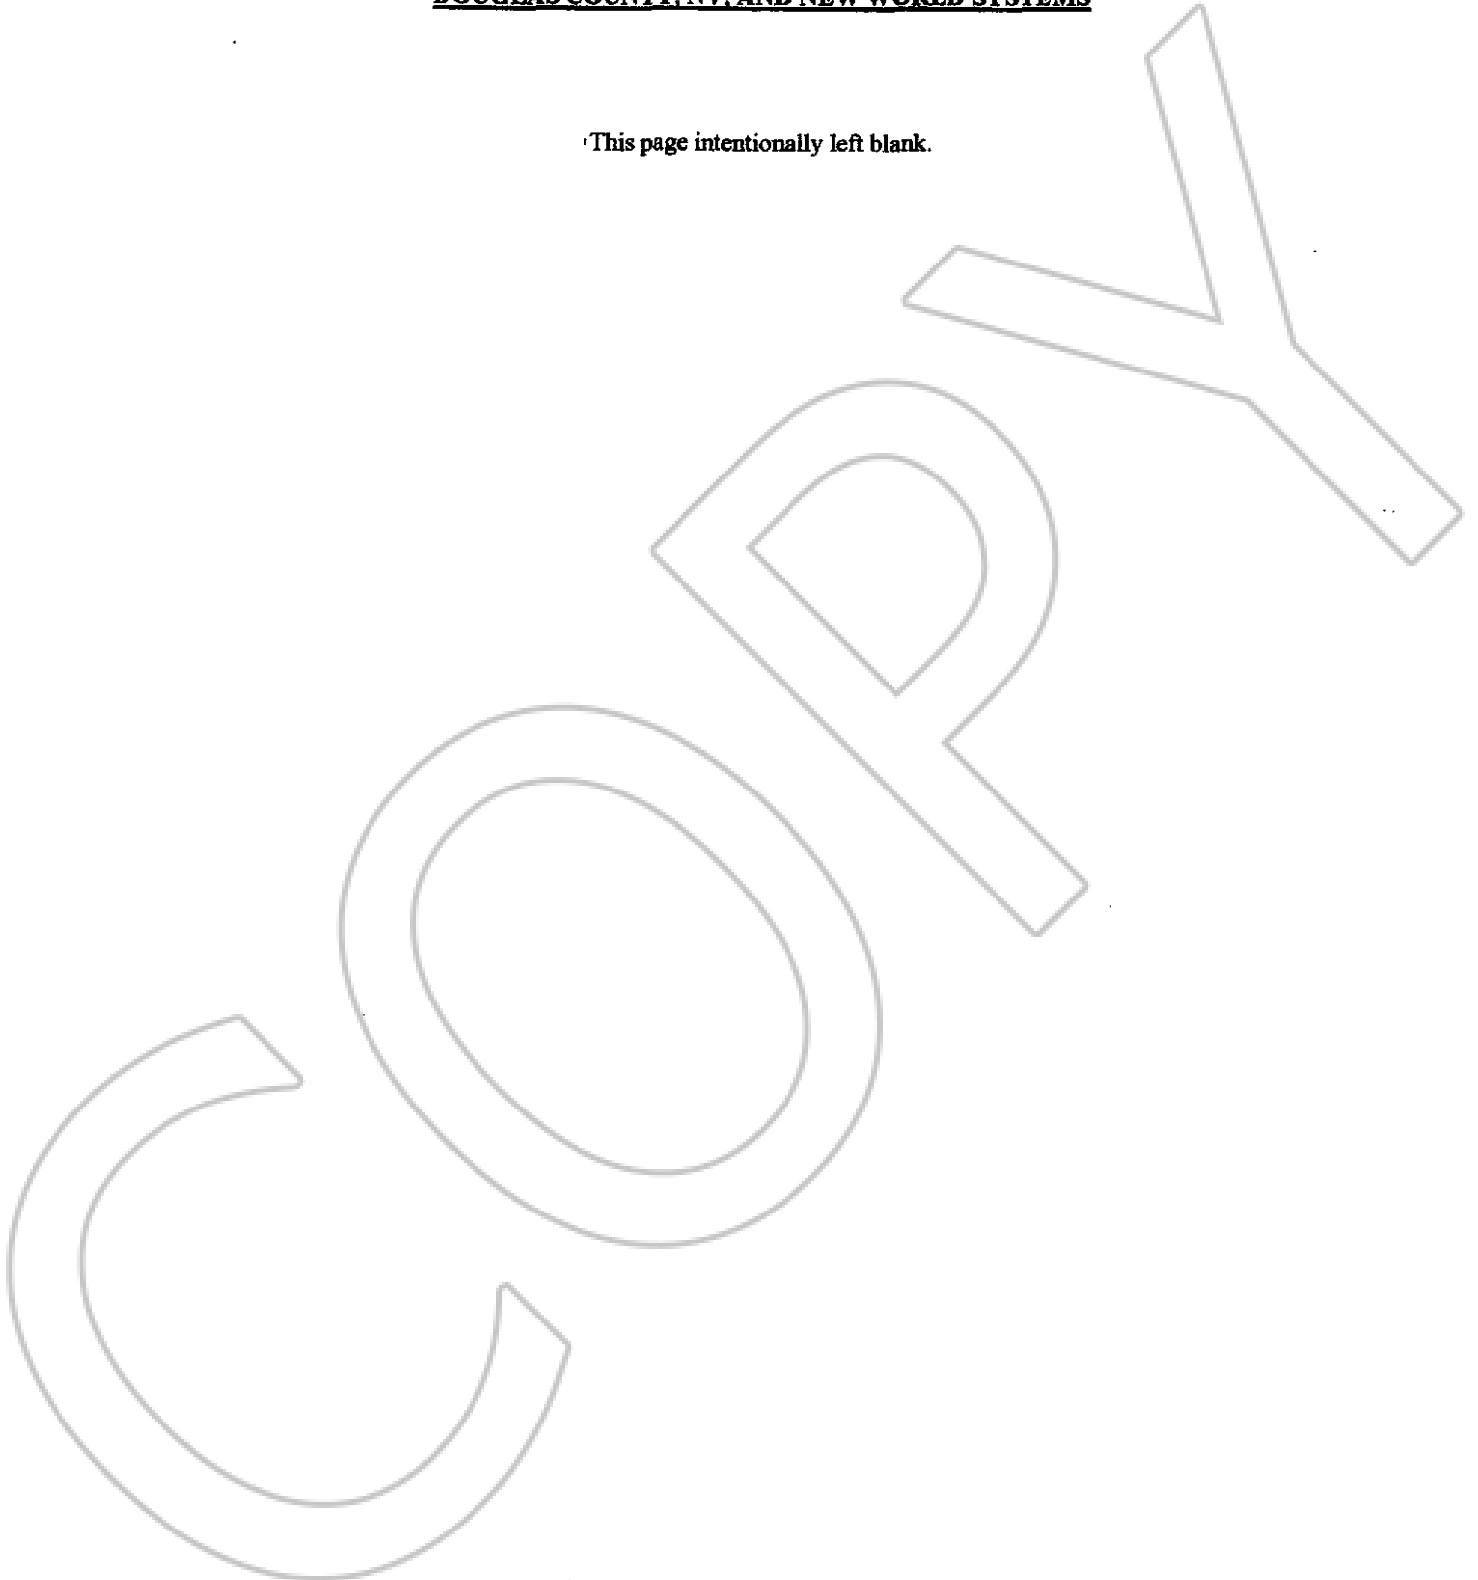 DOUGLAS COUNTY, NV, AND NEW WORLD SYSTEMS
This page intentionally left blank.
COPY